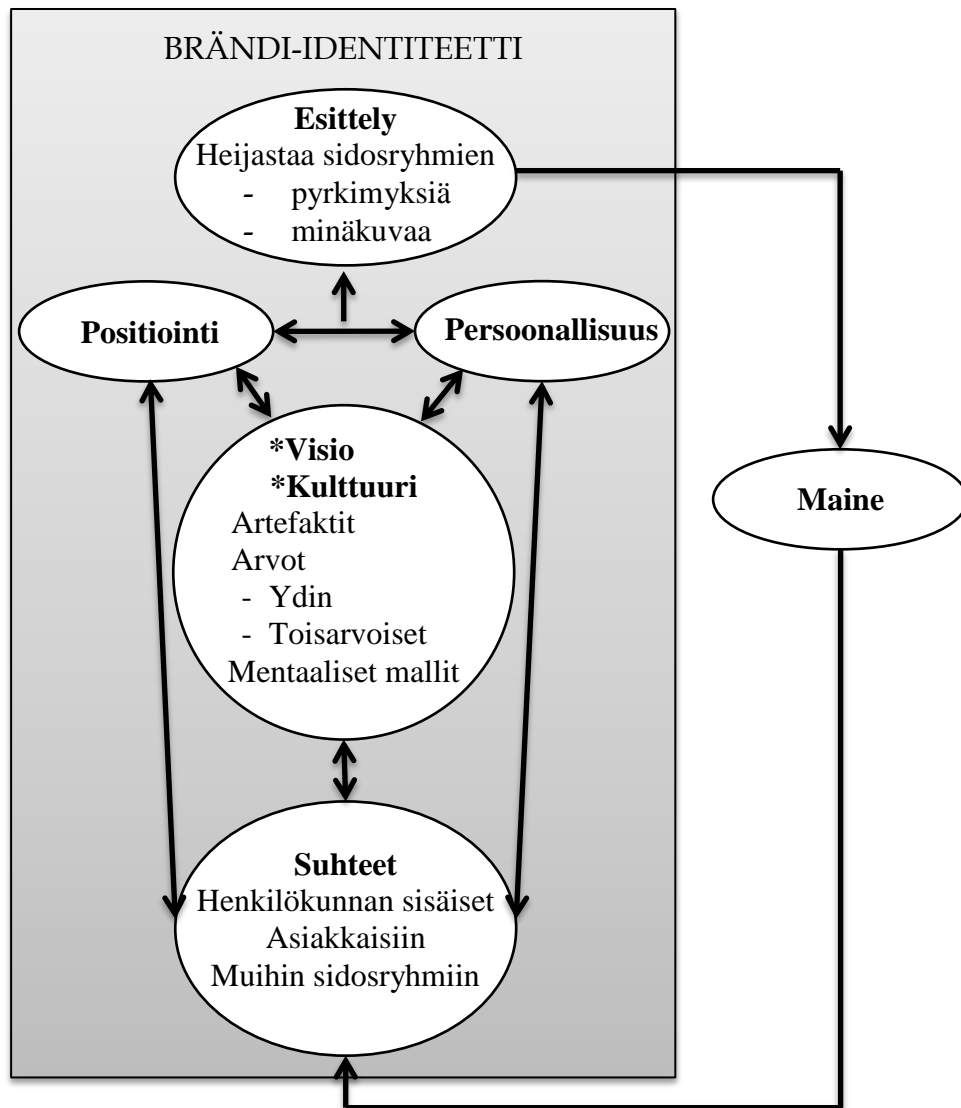 BRÄNDI-IDENTITEETTI
Esittely
Heijastaa sidosryhmien
- pyrkimyksiä
- minäkuvaa
Positiointi
Persoonallisuus
*Visio
*Kulttuuri
Artefaktit
Arvot
- Ydin
- Toisarvoiset
Mentaaliset mallit
Maine
Suhteet
Henkilökunnan sisäiset
Asiakkaisiin
Muihin sidosryhmiin